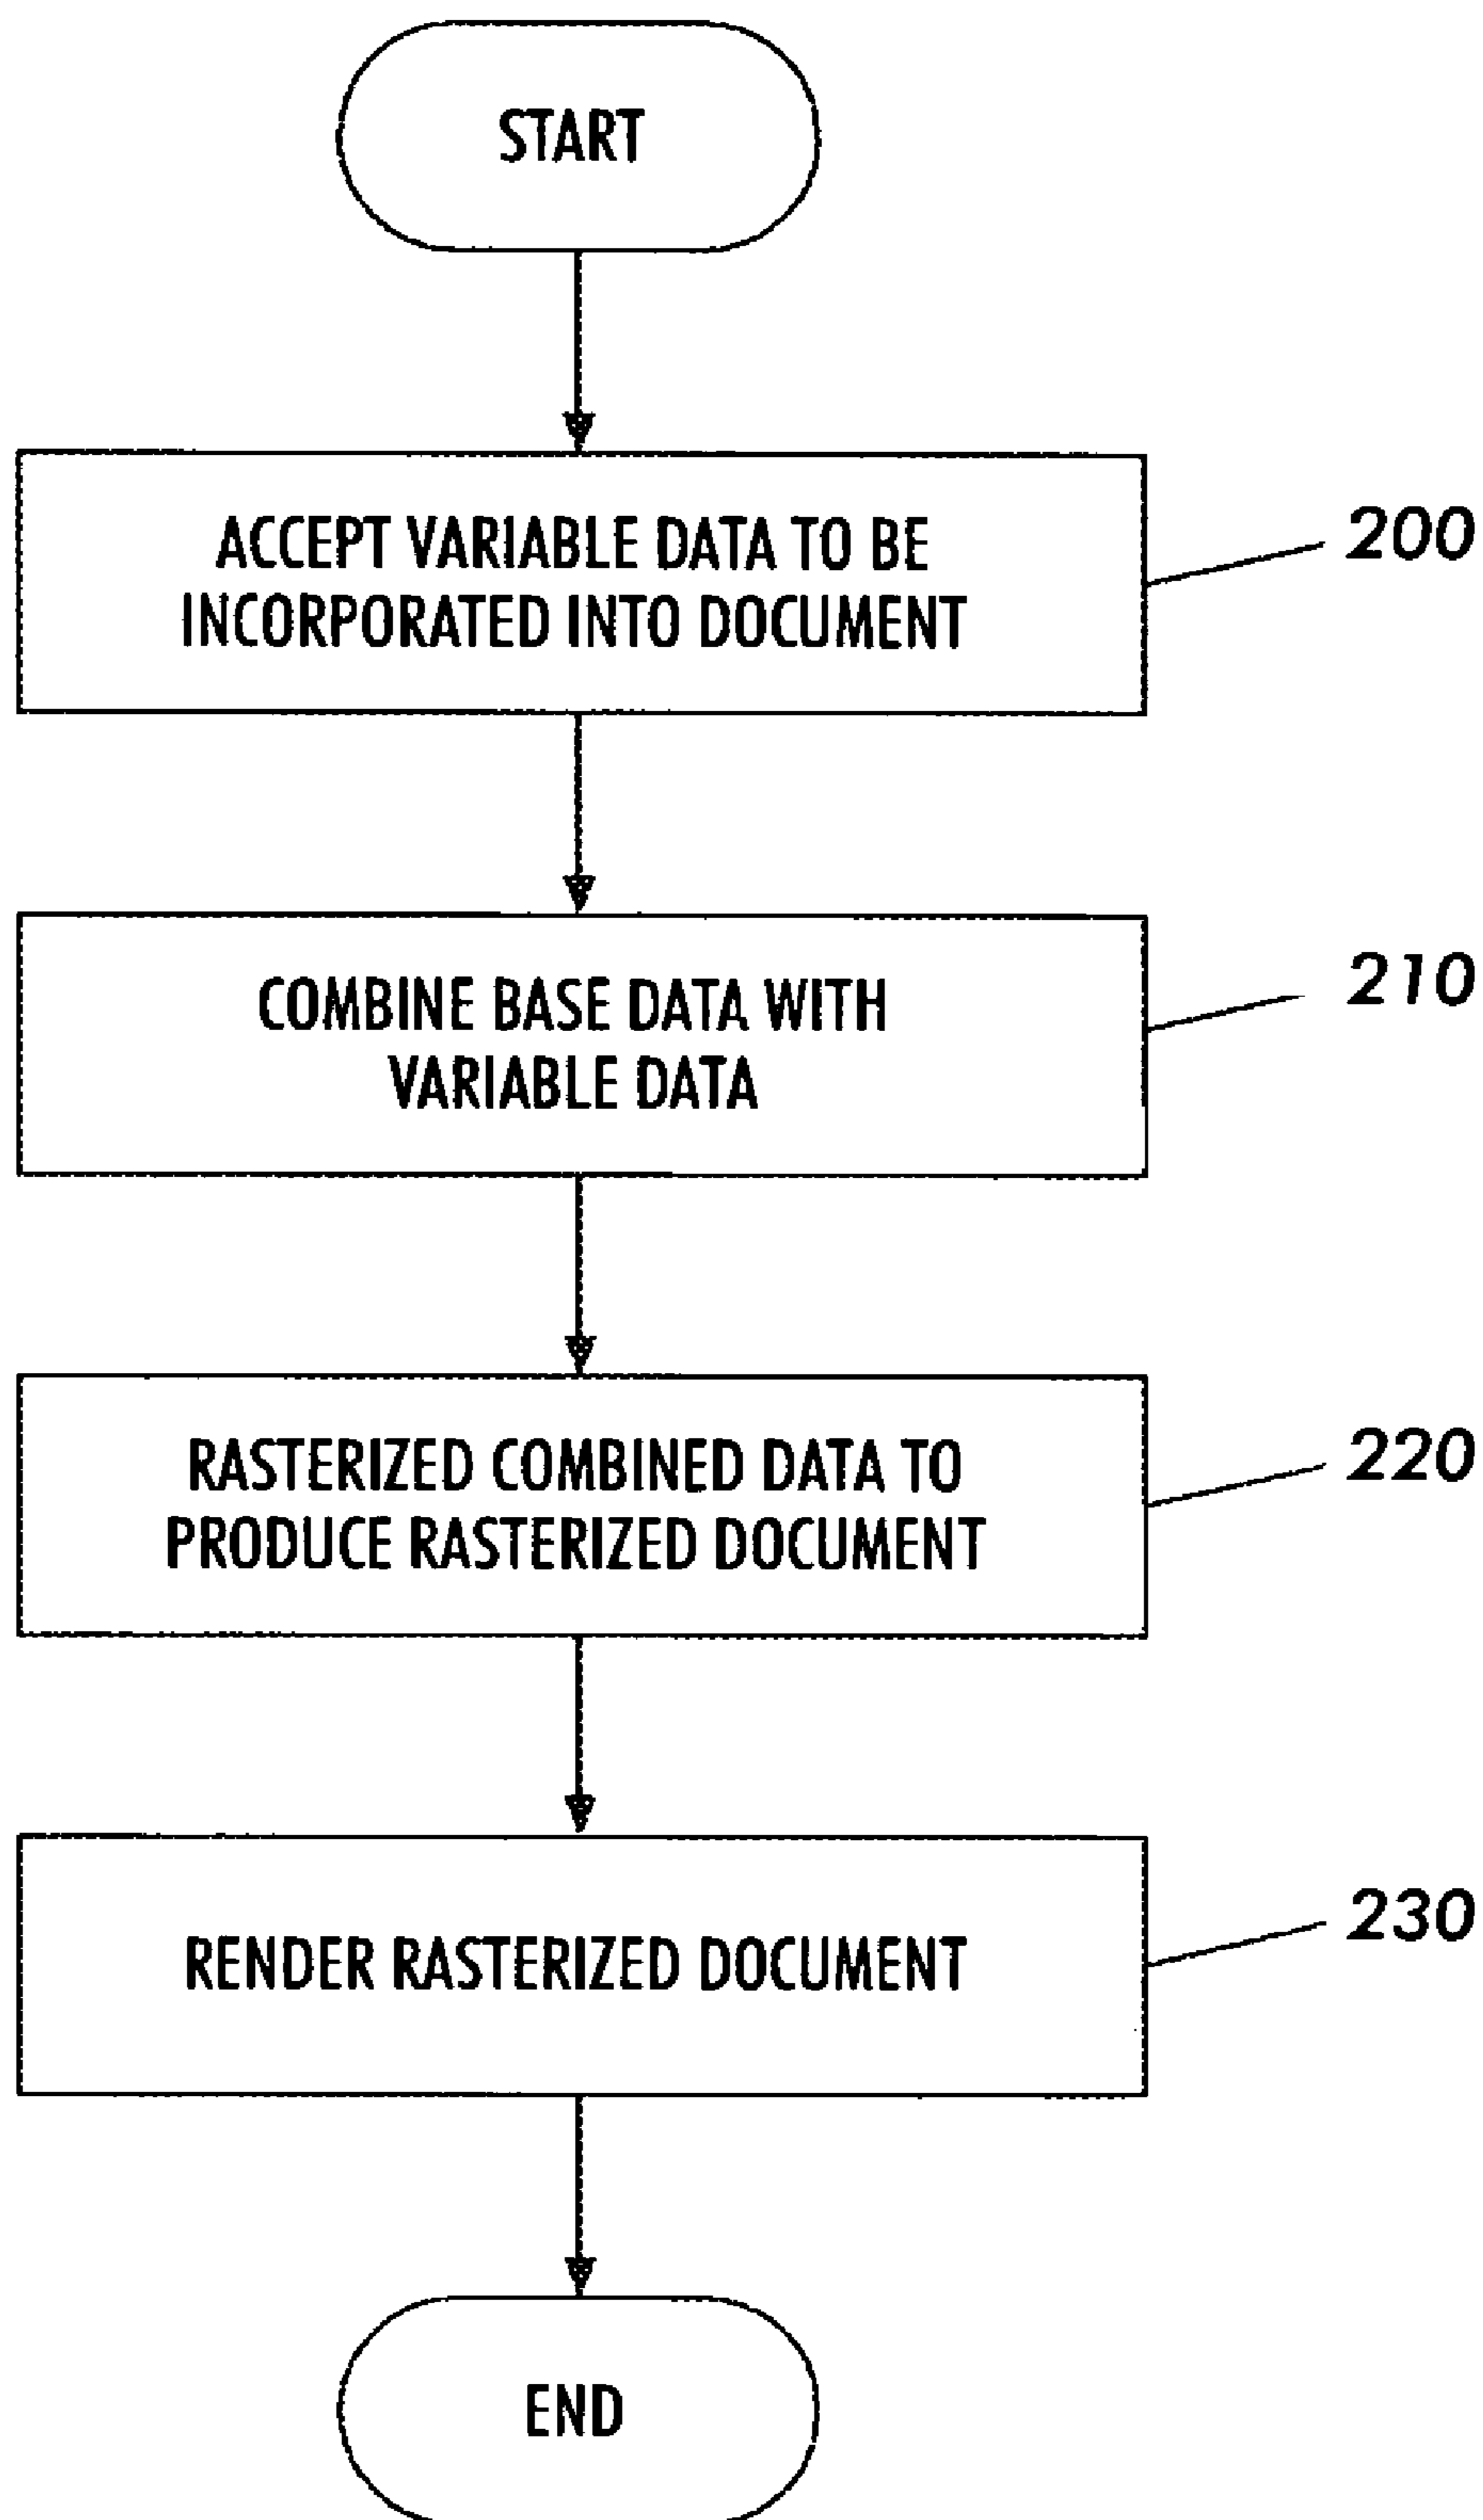 START
ACCEPT VARIABLE DATA TO BE
INCORPORATED INTO DOCUMENT
200
COMBINE BASE DATA WITH
VARIABLE DATA
210
RASTERIZED COMBINED DATA TO
PRODUCE RASTERIZED DOCUMENT
220
RENDER RASTERIZED DOCUMENT
230
END